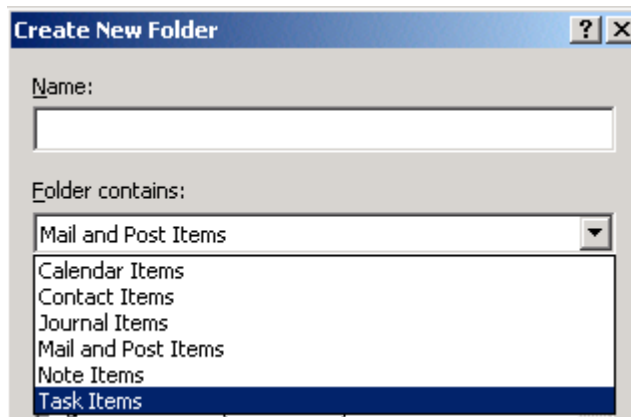 Create New Folder
?
Name:
Folder contains:
Mail and Post Items
Calendar Items
Contact Items
Journal Items
Mail and Post Items
Note Items
Task Items